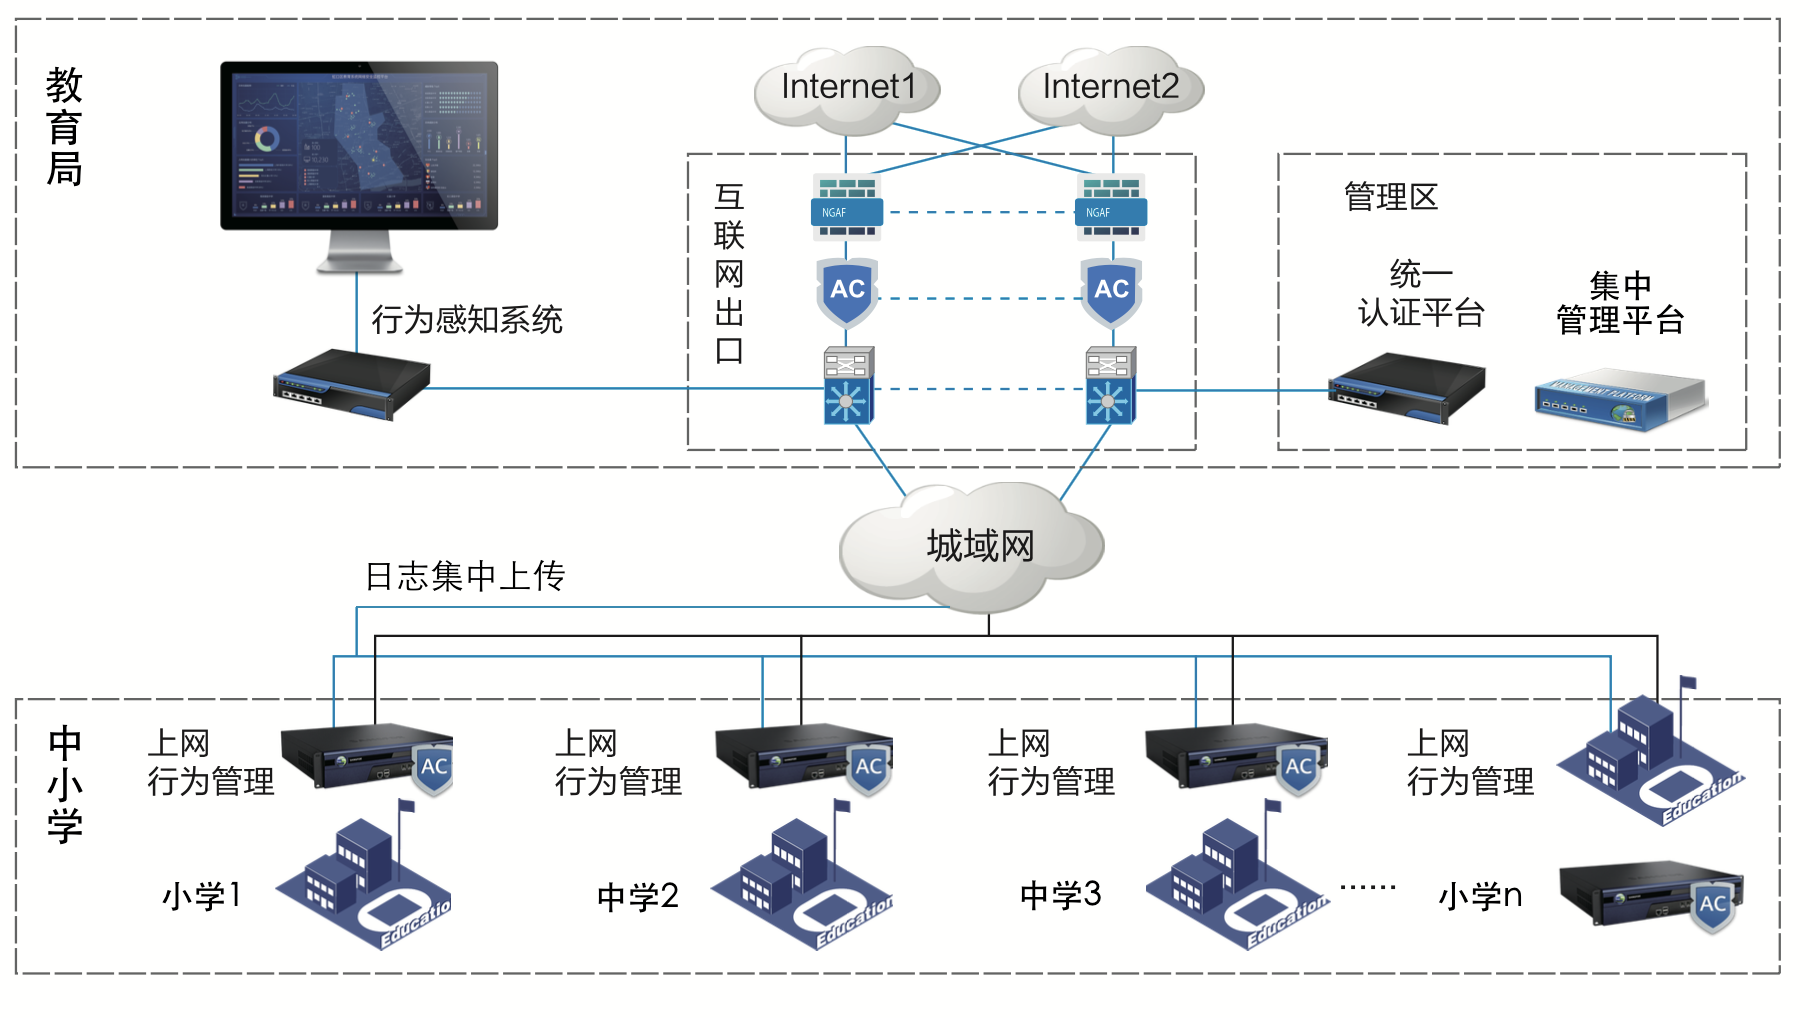 教育局
Internet1
Internet2
互联网出口
NGAF
NGAF
AC
AC
行为感知系统
管理区
统一
认证平台
集中
管理平台
MANAGEMENT PLATFORM
城域网
日志集中上传
中小学
上网
行为管理
AC
小学1
Education
上网
行为管理
AC
中学2
Education
上网
行为管理
AC
中学3
Education
······
上网
行为管理
Education
小学n
AC